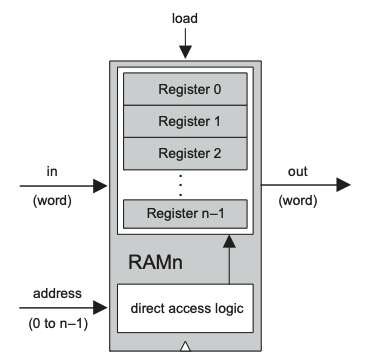 load
Register 0
Register 1
Register 2
⋮
in
(word)
out
(word)
Register n–1
RAMn
address
(0 to n–1)
direct access logic